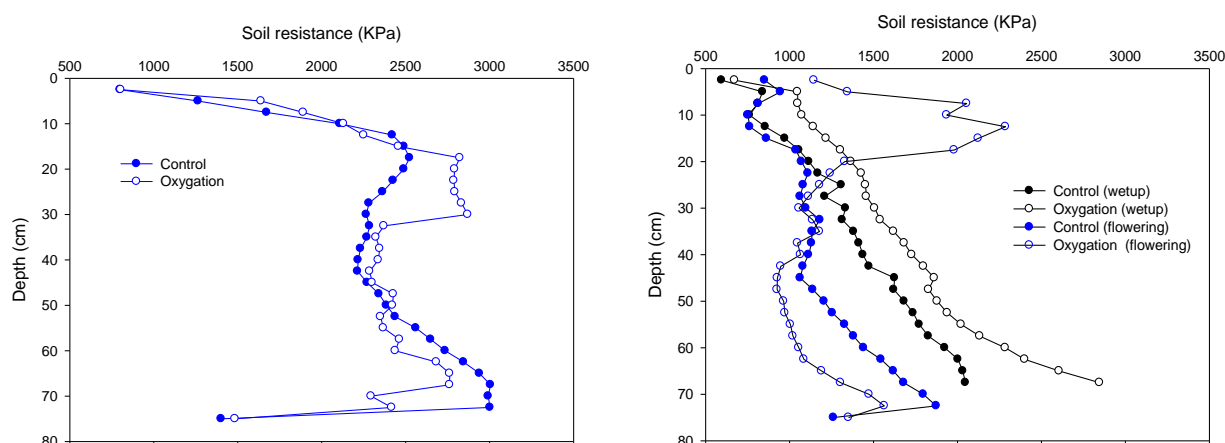 Soil resistance (KPa)
500 1000 1500 2000 2500 3000 3500
0
10
20
30
40
50
60
70
80
Depth (cm)
Control
Oxygation
Soil resistance (KPa)
500 1000 1500 2000 2500 3000 3500
0
10
20
30
40
50
60
70
80
Depth (cm)
Control (wetup)
Oxygation (wetup)
Control (flowering)
Oxygation (flowering)